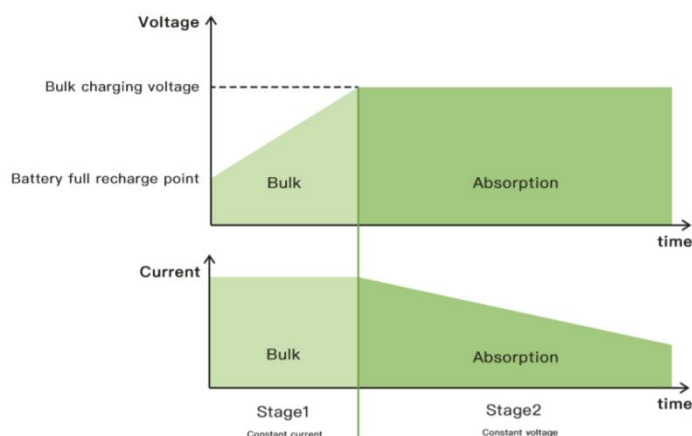 Voltage
Bulk charging voltage
Battery full recharge point
Bulk
Absorption
time
Current
Bulk
Absorption
time
Stage1
Stage2
Constant current
Constant voltage